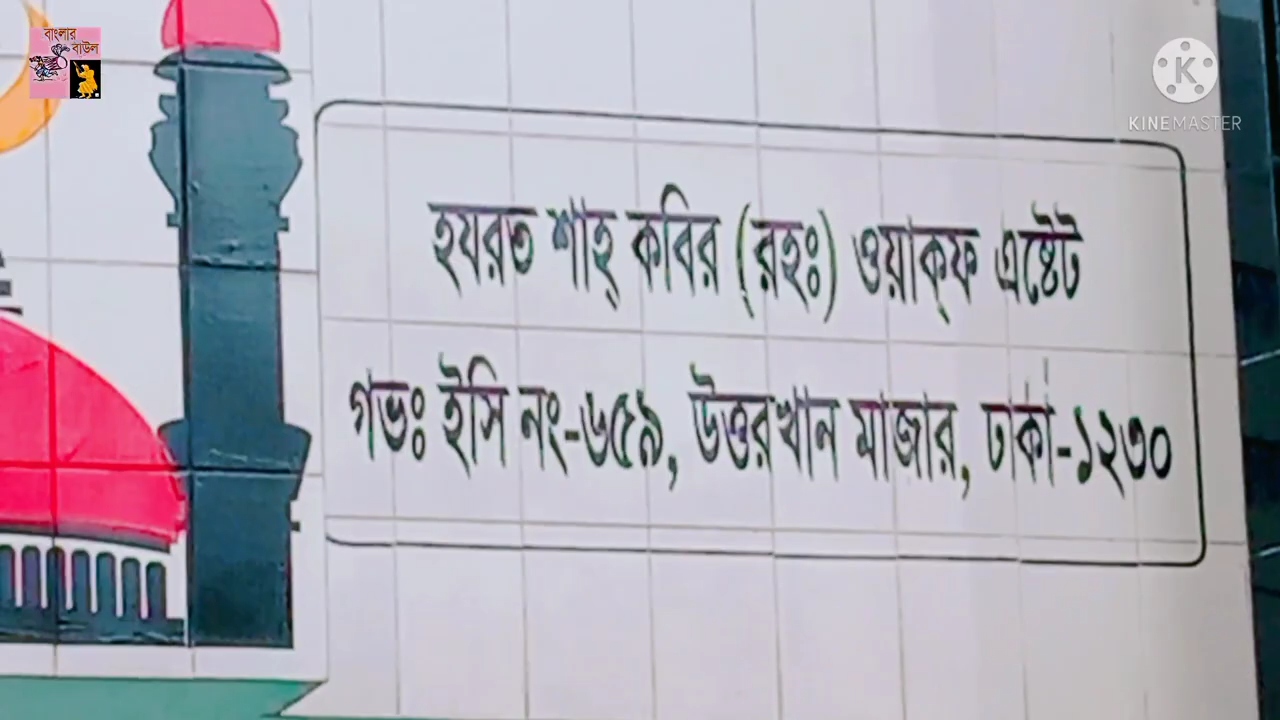 বাংলার
বাউল
KINEMASTER
হযরত শাহ্ কবির (রহঃ) ওয়াক্ফ এষ্টেট
গভঃ ইসি নং-৬৫৯, উত্তরখান মাজার, ঢাকা-১২৩০